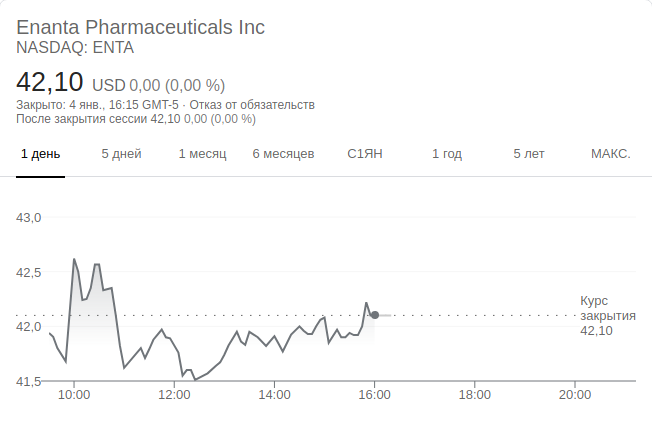 Enanta Pharmaceuticals Inc
NASDAQ: ENTA
42,10 USD 0,00 (0,00 %)
Закрыто: 4 янв., 16:15 GMT-5 · Отказ от обязательств
После закрытия сессии 42,10 0,00 (0,00 %)
1 день 5 дней 1 месяц 6 месяцев С1ЯН 1 год 5 лет МАКС.
43,0
42,5
Курс
закрытия
42,10
42,0
41,5
10:00 12:00 14:00 16:00 18:00 20:00